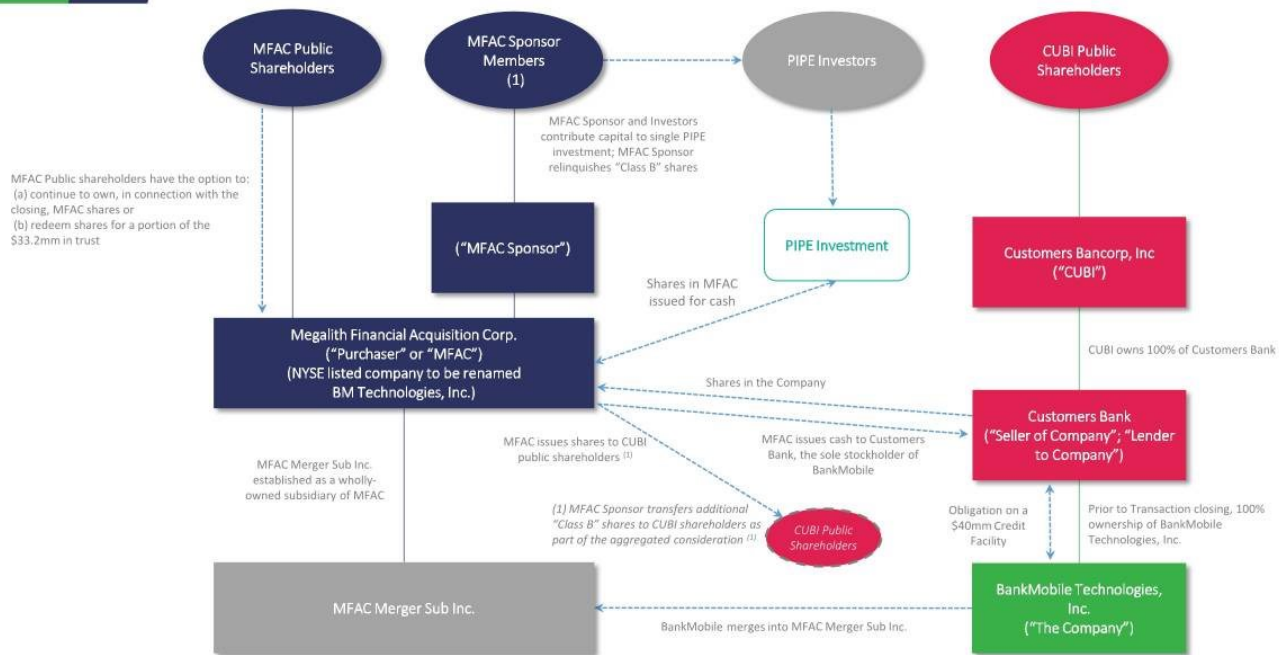 MFAC Public
Shareholders
MFAC Sponsor
Members
(1)
PIPE Investors
CUBI Public
Shareholders
MFAC Sponsor and Investors
contribute capital to single PIPE
investment; MFAC Sponsor
relinquishes “Class B” shares
MFAC Public shareholders have the option to:
(a) continue to own, in connection with the
closing, MFAC shares or
(b) redeem shares for a portion of the
$33.2mm in trust
(“MFAC Sponsor”)
PIPE Investment
Customers Bancorp, Inc
(“CUBI”)
Shares in MFAC
issued for cash
Megalith Financial Acquisition Corp.
(“Purchaser” or “MFAC”)
(NYSE listed company to be renamed
BM Technologies, Inc.)
CUBI owns 100% of Customers Bank
Shares in the Company
Customers Bank
(“Seller of Company”; “Lender
to Company”)
MFAC issues shares to CUBI
public shareholders (1)
MFAC issues cash to Customers
Bank, the sole stockholder of
BankMobile
MFAC Merger Sub Inc.
established as a wholly-
owned subsidiary of MFAC
(1) MFAC Sponsor transfers additional
“Class B” shares to CUBI shareholders as
part of the aggregated consideration (1)
CUBI Public
Shareholders
Obligation on a
$40mm Credit
Facility
Prior to Transaction closing, 100%
ownership of BankMobile
Technologies, Inc.
MFAC Merger Sub Inc.
BankMobile Technologies,
Inc.
(“The Company”)
BankMobile merges into MFAC Merger Sub Inc.